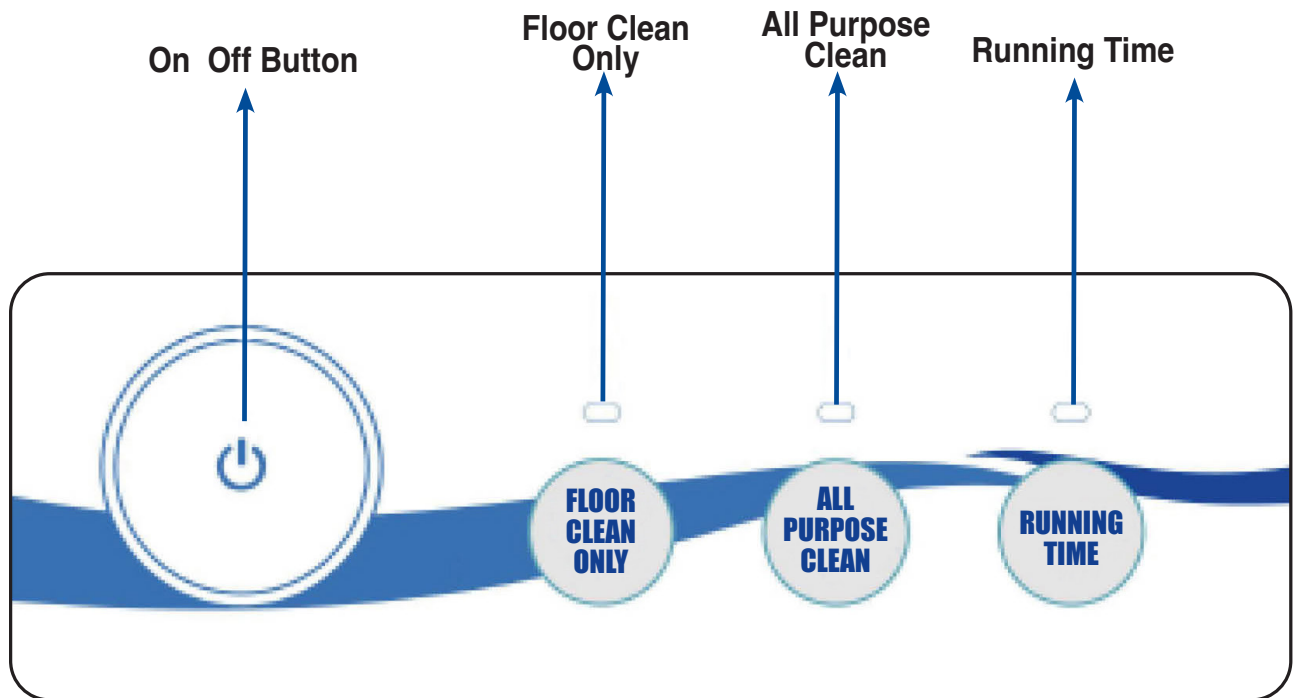 On Off Button
Floor Clean
Only
All Purpose
Clean
Running Time
FLOOR
CLEAN
ONLY
ALL
PURPOSE
CLEAN
RUNNING
TIME